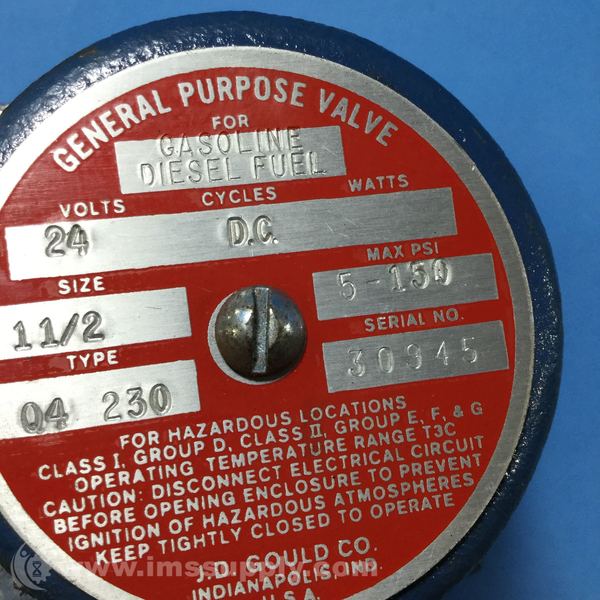 GENERAL PURPOSE VALVE
FOR
GASOLINE
DIESEL FUEL
VOLTS CYCLES WATTS
24 D.C.
SIZE MAX PSI
1 1/2 5-150
TYPE SERIAL NO.
Q4 230 30945
FOR HAZARDOUS LOCATIONS
CLASS I, GROUP D, CLASS II, GROUP E, F, & G
OPERATING TEMPERATURE RANGE T3C
CAUTION: DISCONNECT ELECTRICAL CIRCUIT
BEFORE OPENING ENCLOSURE TO PREVENT
IGNITION OF HAZARDOUS ATMOSPHERES
KEEP TIGHTLY CLOSED TO OPERATE
J.D. GOULD CO.
INDIANAPOLIS, IND.
U.S.A.
www.imssupply.com